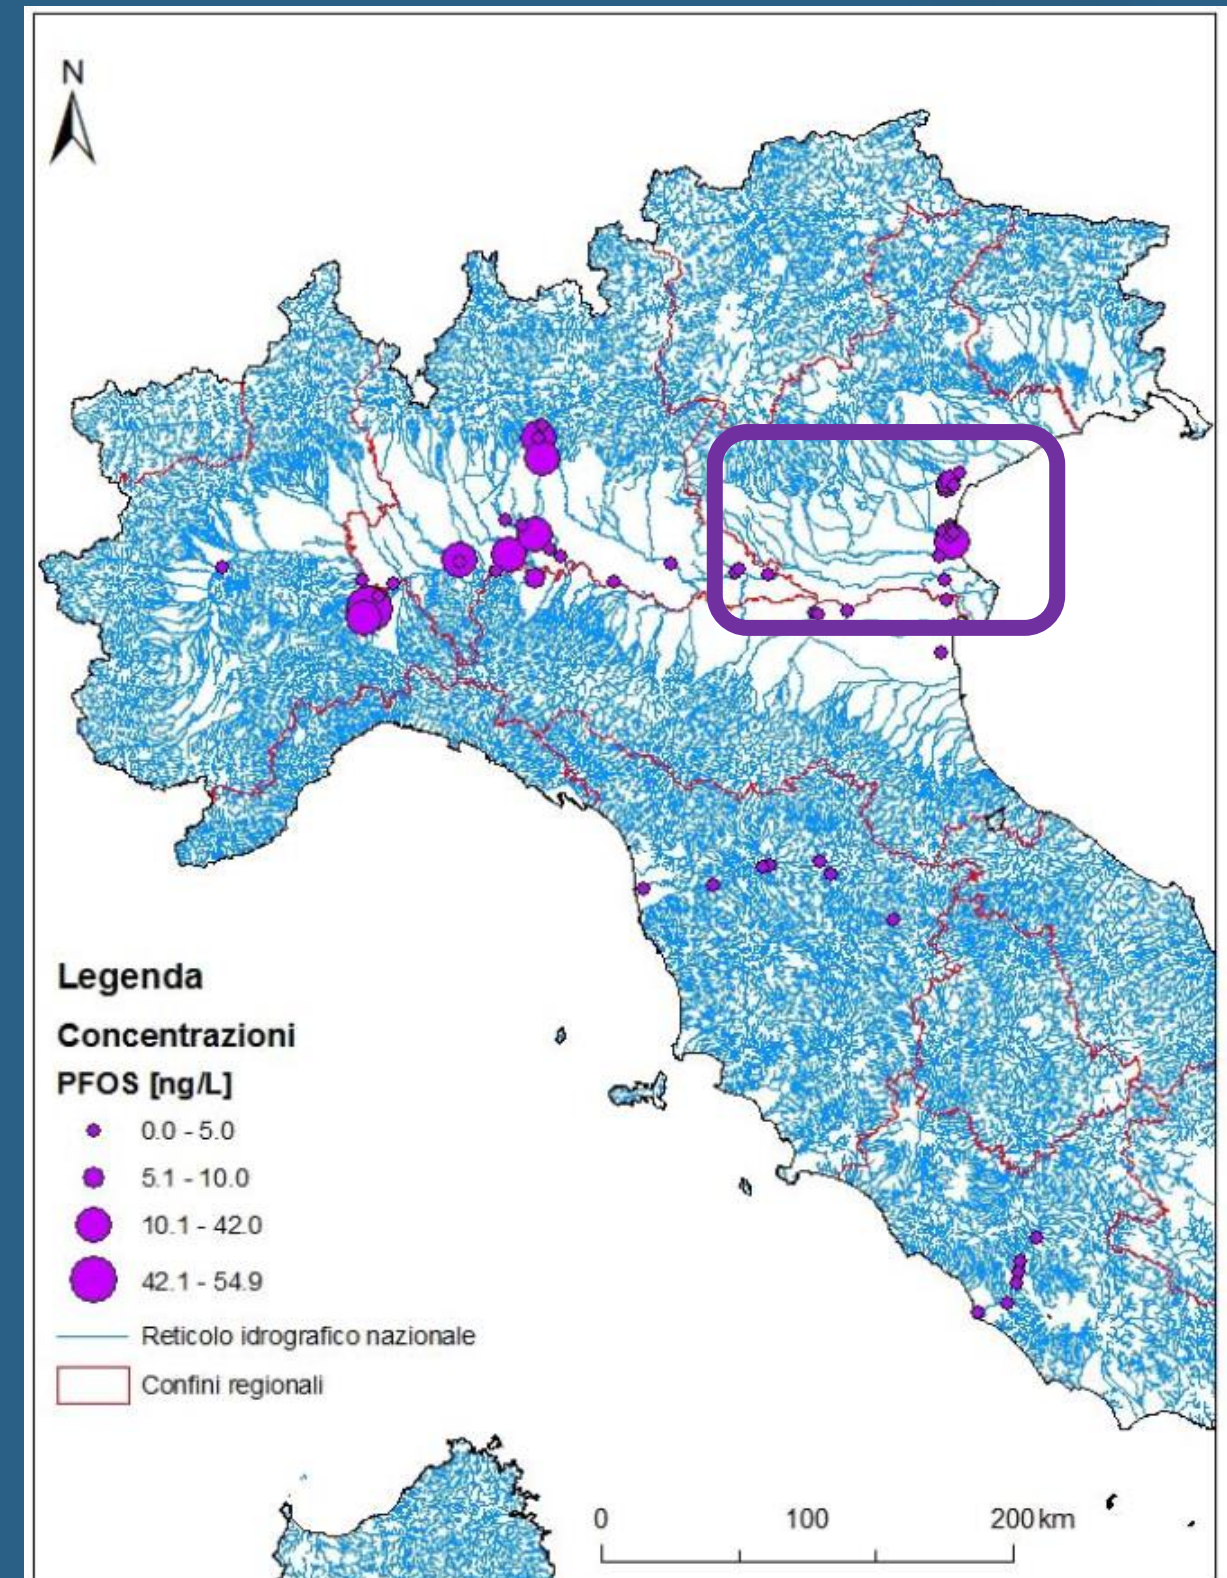 N
Legenda
Concentrazioni
PFOS [ng/L]
0.0 - 5.0
5.1 - 10.0
10.1 - 42.0
42.1 - 54.9
Reticolo idrografico nazionale
Confini regionali
0 100 200 km